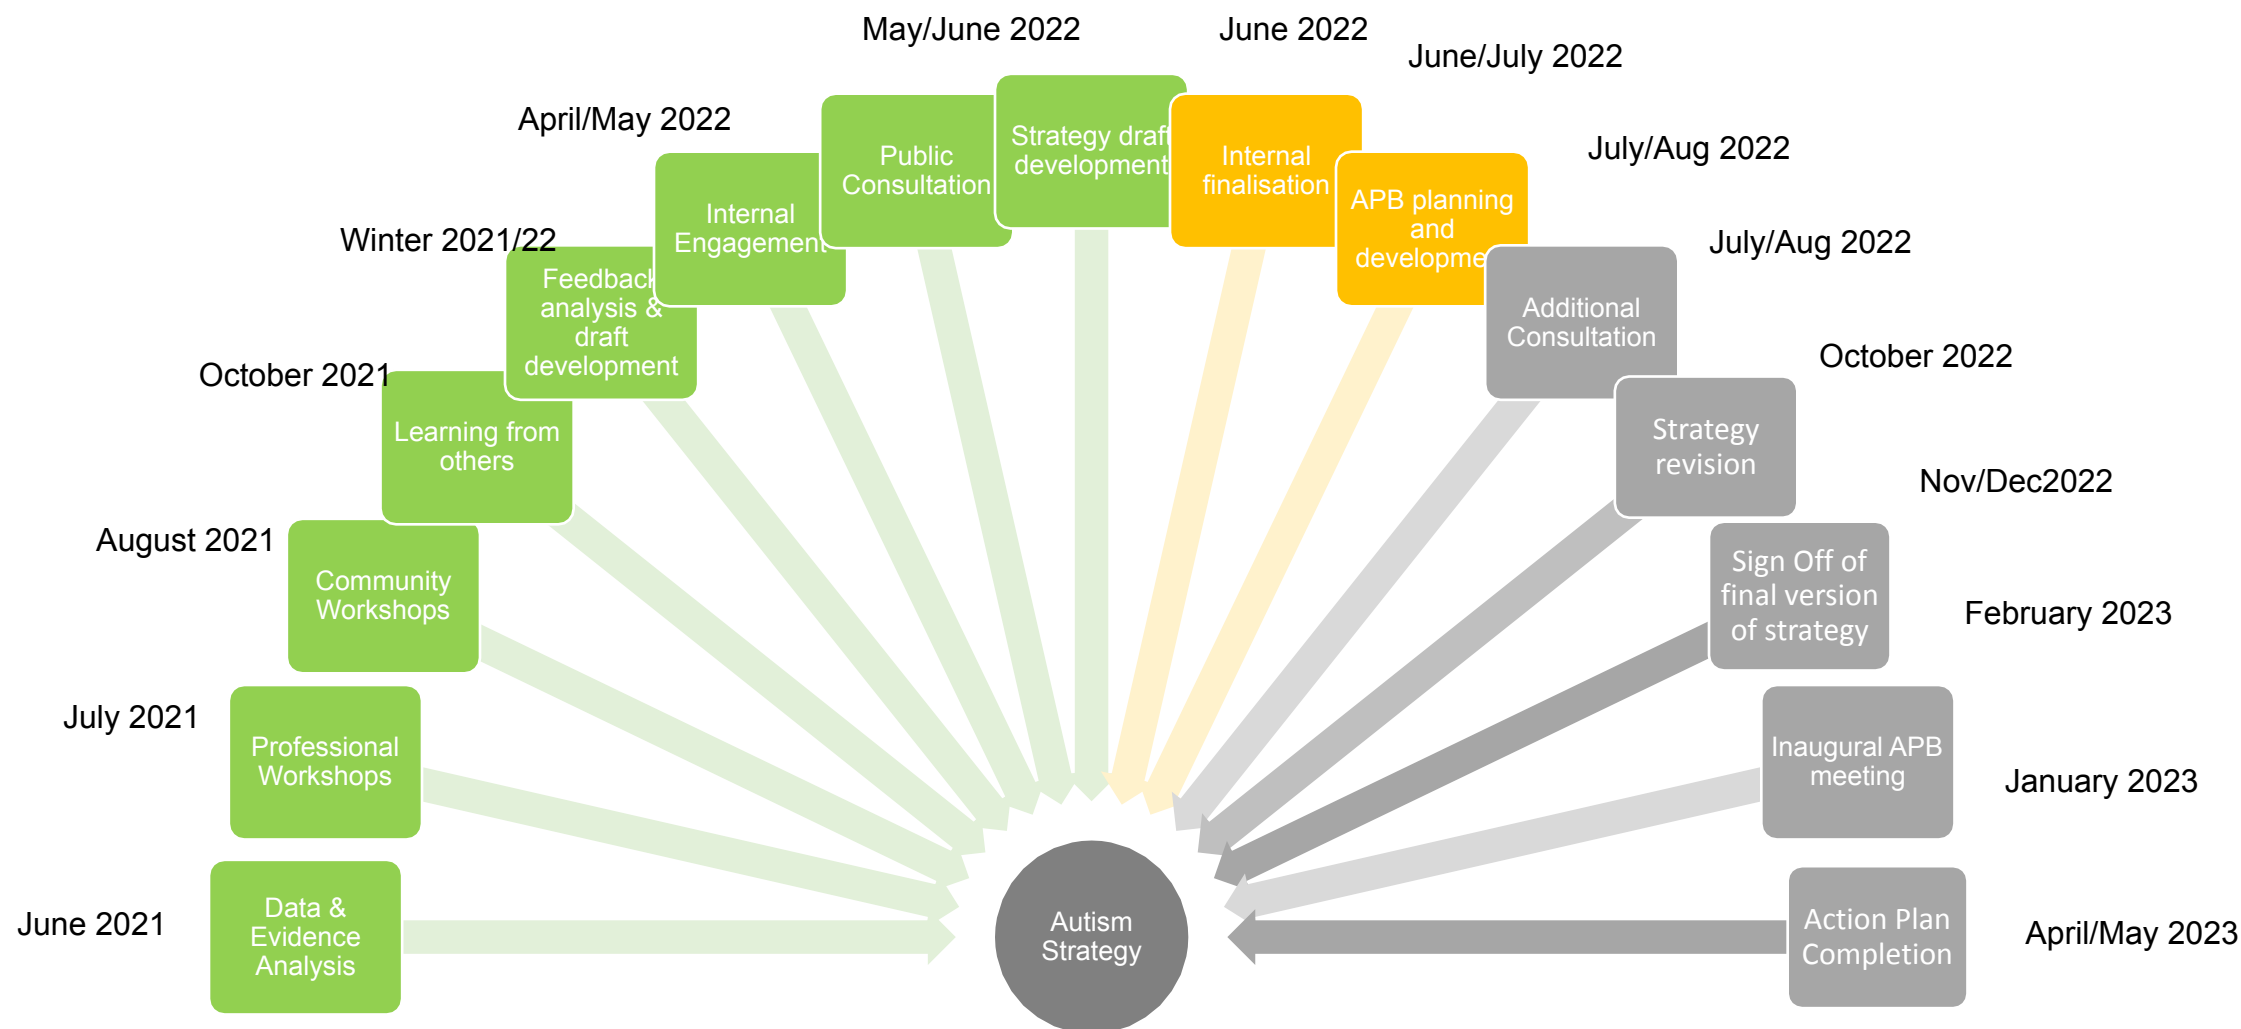 June 2021
Data &
Evidence
Analysis
July 2021
Professional
Workshops
August 2021
Community
Workshops
October 2021
Learning from
others
Winter 2021/22
Feedback
analysis &
draft
development
April/May 2022
Internal
Engagement
May/June 2022
Public
Consultation
Strategy draft
development
June 2022
Internal
finalisation
June/July 2022
APB planning
and
development
July/Aug 2022
Additional
Consultation
July/Aug 2022
Strategy
revision
October 2022
Sign Off of
final version
of strategy
Nov/Dec2022
February 2023
Inaugural APB
meeting
January 2023
Action Plan
Completion
April/May 2023
Autism
Strategy